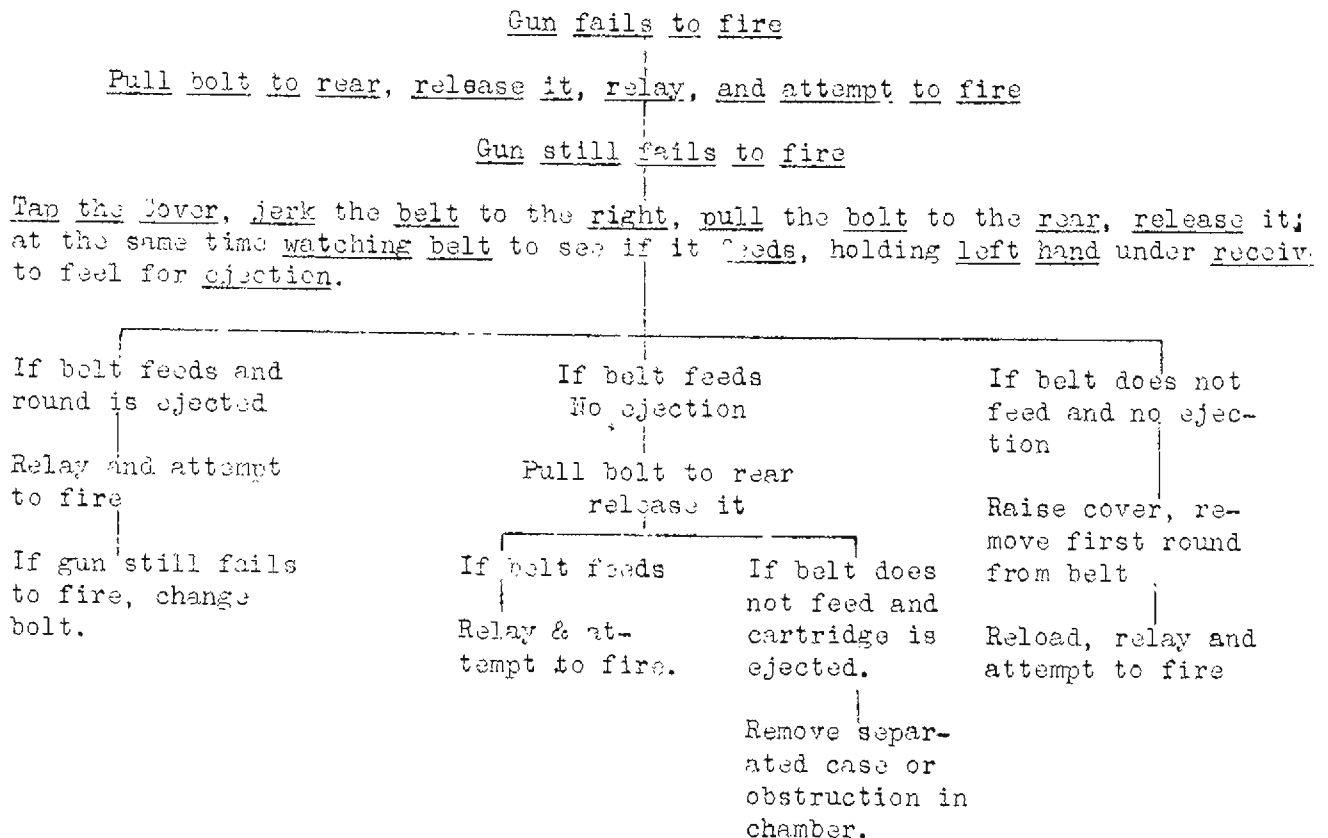 Gun fails to fire
Pull bolt to rear, release it, relay, and attempt to fire
Gun still fails to fire
Tap the Cover, jerk the belt to the right, pull the bolt to the rear, release it;
at the same time watching belt to see if it feeds, holding left hand under receiv
to feel for ejection.
If belt feeds and
round is ejected
Relay and attempt
to fire
If gun still fails
to fire, change
bolt.
If belt feeds
No ejection
Pull bolt to rear
release it
If belt feeds
Relay & at-
tempt to fire.
If belt does
not feed and
cartridge is
ejected.
Remove separ-
ated case or
obstruction in
chamber.
If belt does not
feed and no ejec-
tion
Raise cover, re-
move first round
from belt
Reload, relay and
attempt to fire